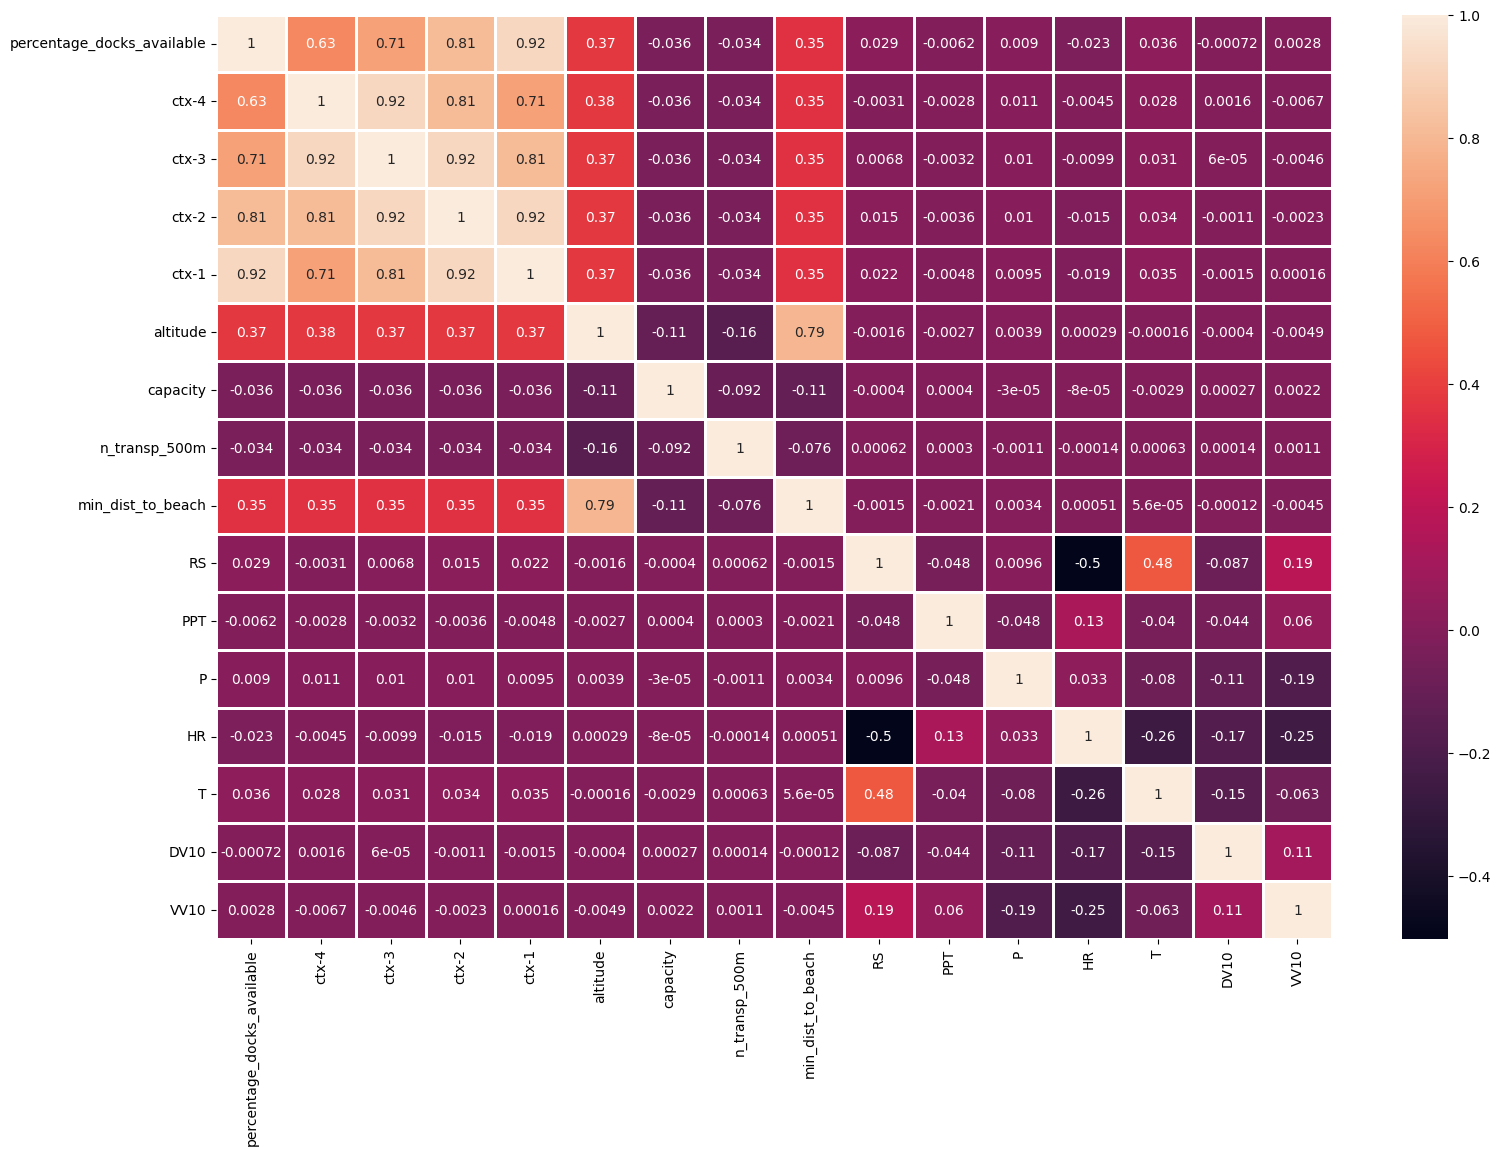 percentage_docks_available 1 0.63 0.71 0.81 0.92 0.37 -0.036 -0.034 0.35 0.029 -0.0062 0.009 -0.023 0.036 -0.00072 0.0028
ctx-4 0.63 1 0.92 0.81 0.71 0.38 -0.036 -0.034 0.35 -0.0031 -0.0028 0.011 -0.0045 0.028 0.0016 -0.0067
ctx-3 0.71 0.92 1 0.92 0.81 0.37 -0.036 -0.034 0.35 0.0068 -0.0032 0.01 -0.0099 0.031 6e-05 -0.0046
ctx-2 0.81 0.81 0.92 1 0.92 0.37 -0.036 -0.034 0.35 0.015 -0.0036 0.01 -0.015 0.034 -0.0011 -0.0023
ctx-1 0.92 0.71 0.81 0.92 1 0.37 -0.036 -0.034 0.35 0.022 -0.0048 0.0095 -0.019 0.035 -0.0015 0.00016
altitude 0.37 0.38 0.37 0.37 0.37 1 -0.11 -0.16 0.79 -0.0016 -0.0027 0.0039 0.00029 -0.00016 -0.0004 -0.0049
capacity -0.036 -0.036 -0.036 -0.036 -0.036 -0.11 1 -0.092 -0.11 -0.0004 0.0004 -3e-05 -8e-05 -0.0029 0.00027 0.0022
n_transp_500m -0.034 -0.034 -0.034 -0.034 -0.034 -0.16 -0.092 1 -0.076 0.00062 0.0003 -0.0011 -0.00014 0.00063 0.00014 0.0011
min_dist_to_beach 0.35 0.35 0.35 0.35 0.35 0.79 -0.11 -0.076 1 -0.0015 -0.0021 0.0034 0.00051 5.6e-05 -0.00012 -0.0045
RS 0.029 -0.0031 0.0068 0.015 0.022 -0.0016 -0.0004 0.00062 -0.0015 1 -0.048 0.0096 -0.5 0.48 -0.087 0.19
PPT -0.0062 -0.0028 -0.0032 -0.0036 -0.0048 -0.0027 0.0004 0.0003 -0.0021 -0.048 1 -0.048 0.13 -0.04 -0.044 0.06
P 0.009 0.011 0.01 0.01 0.0095 0.0039 -3e-05 -0.0011 0.0034 0.0096 -0.048 1 0.033 -0.08 -0.11 -0.19
HR -0.023 -0.0045 -0.0099 -0.015 -0.019 0.00029 -8e-05 -0.00014 0.00051 -0.5 0.13 0.033 1 -0.26 -0.17 -0.25
T 0.036 0.028 0.031 0.034 0.035 -0.00016 -0.0029 0.00063 5.6e-05 0.48 -0.04 -0.08 -0.26 1 -0.15 -0.063
DV10 -0.00072 0.0016 6e-05 -0.0011 -0.0015 -0.0004 0.00027 0.00014 -0.00012 -0.087 -0.044 -0.11 -0.17 -0.15 1 0.11
VV10 0.0028 -0.0067 -0.0046 -0.0023 0.00016 -0.0049 0.0022 0.0011 -0.0045 0.19 0.06 -0.19 -0.25 -0.063 0.11 1
percentage_docks_available
ctx-4
ctx-3
ctx-2
ctx-1
altitude
capacity
n_transp_500m
min_dist_to_beach
RS
PPT
P
HR
T
DV10
VV10
1.0
0.8
0.6
0.4
0.2
0.0
−0.2
−0.4